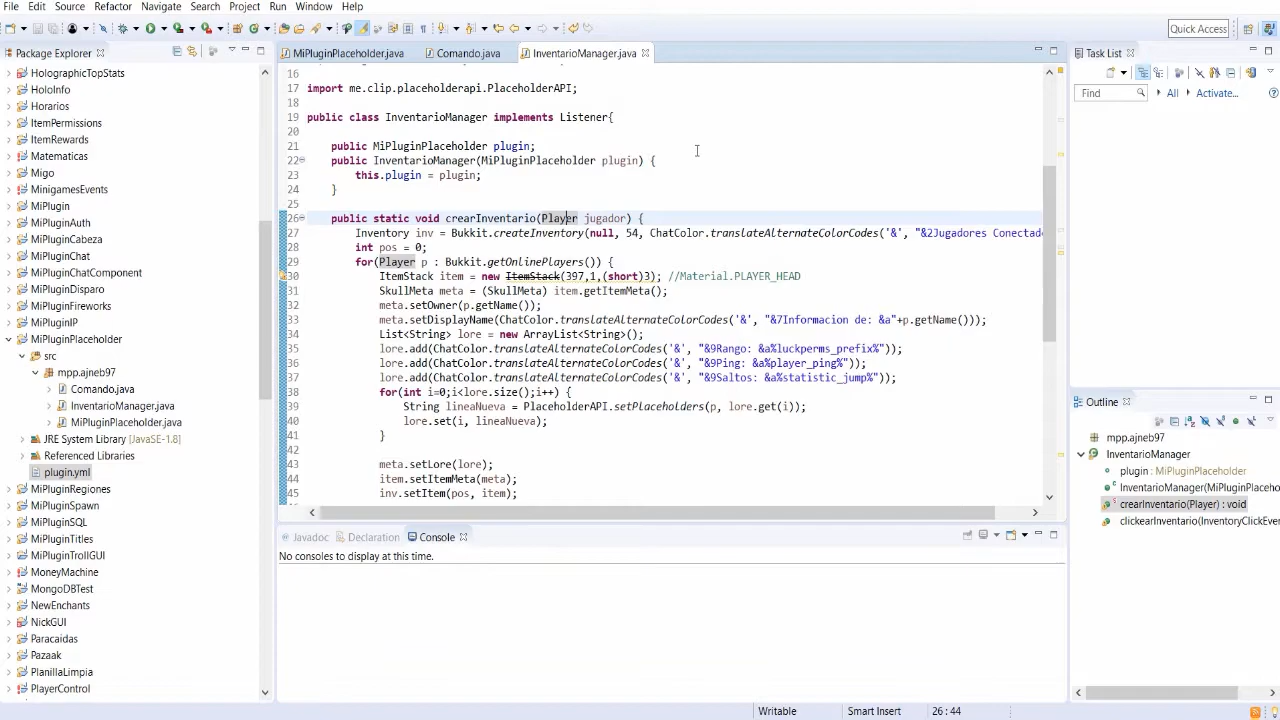 File Edit Source Refactor Navigate Search Project Run Window Help
Quick Access
Package Explorer
HolographicTopStats
HoloInfo
Horarios
ItemPermissions
ItemRewards
Matematicas
Migo
MinigamesEvents
MiPlugin
MiPluginAuth
MiPluginCabeza
MiPluginChat
MiPluginChatComponent
MiPluginDisparo
MiPluginFireworks
MiPluginIP
MiPluginPlaceholder
src
mpp.ajneb97
Comando.java
InventarioManager.java
MiPluginPlaceholder.java
JRE System Library [JavaSE-1.8]
Referenced Libraries
plugin.yml
MiPluginRegiones
MiPluginSpawn
MiPluginSQL
MiPluginTitles
MiPluginTrollGUI
MoneyMachine
MongoDBTest
NewEnchants
NickGUI
Paracaidas
Pazaak
PlanillaLimpia
PlayerControl
MiPluginPlaceholder.java Comando.java InventarioManager.java
16
17 import me.clip.placeholderapi.PlaceholderAPI;
18
19 public class InventarioManager implements Listener{
20
21 public MiPluginPlaceholder plugin;
22 public InventarioManager(MiPluginPlaceholder plugin) {
23 this.plugin = plugin;
24 }
25
26 public static void crearInventario(Player jugador) {
27 Inventory inv = Bukkit.createInventory(null, 54, ChatColor.translateAlternateColorCodes('&', "&2Jugadores Conectad
28 int pos = 0;
29 for(Player p : Bukkit.getOnlinePlayers()) {
30 ItemStack item = new ItemStack(397,1,(short)3); //Material.PLAYER_HEAD
31 SkullMeta meta = (SkullMeta) item.getItemMeta();
32 meta.setOwner(p.getName());
33 meta.setDisplayName(ChatColor.translateAlternateColorCodes('&', "&7Informacion de: &a"+p.getName()));
34 List<String> lore = new ArrayList<String>();
35 lore.add(ChatColor.translateAlternateColorCodes('&', "&9Rango: &a%luckperms_prefix%"));
36 lore.add(ChatColor.translateAlternateColorCodes('&', "&9Ping: &a%player_ping%"));
37 lore.add(ChatColor.translateAlternateColorCodes('&', "&9Saltos: &a%statistic_jump%"));
38 for(int i=0;i<lore.size();i++) {
39 String lineaNueva = PlaceholderAPI.setPlaceholders(p, lore.get(i));
40 lore.set(i, lineaNueva);
41 }
42
43 meta.setLore(lore);
44 item.setItemMeta(meta);
45 inv.setItem(pos, item);
Javadoc Declaration Console
No consoles to display at this time.
Task List
Find All Activate...
Outline
mpp.ajneb97
InventarioManager
plugin : MiPluginPlaceholder
InventarioManager(MiPluginPlaceho
crearInventario(Player) : void
clickearInventario(InventoryClickEve
Writable Smart Insert 26 : 44